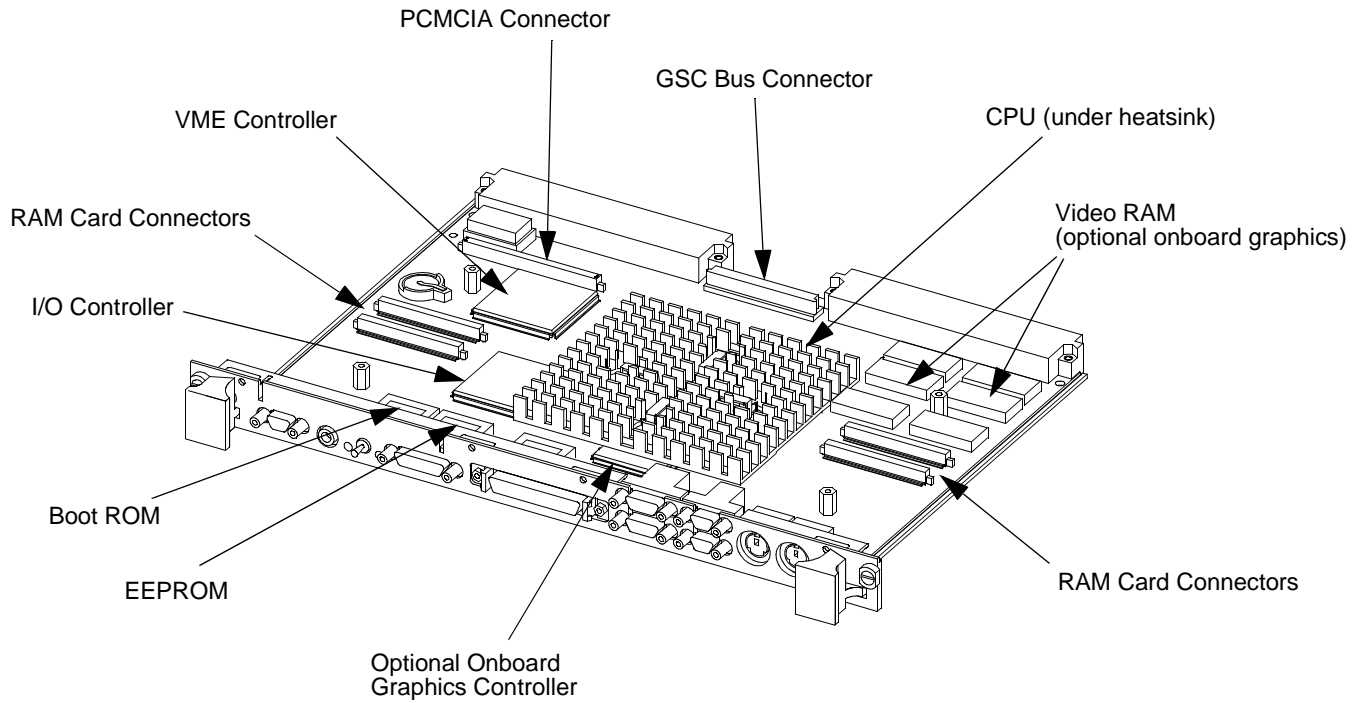 PCMCIA Connector
GSC Bus Connector
VME Controller
CPU (under heatsink)
RAM Card Connectors
Video RAM
(optional onboard graphics)
I/O Controller
Boot ROM
EEPROM
RAM Card Connectors
Optional Onboard
Graphics Controller